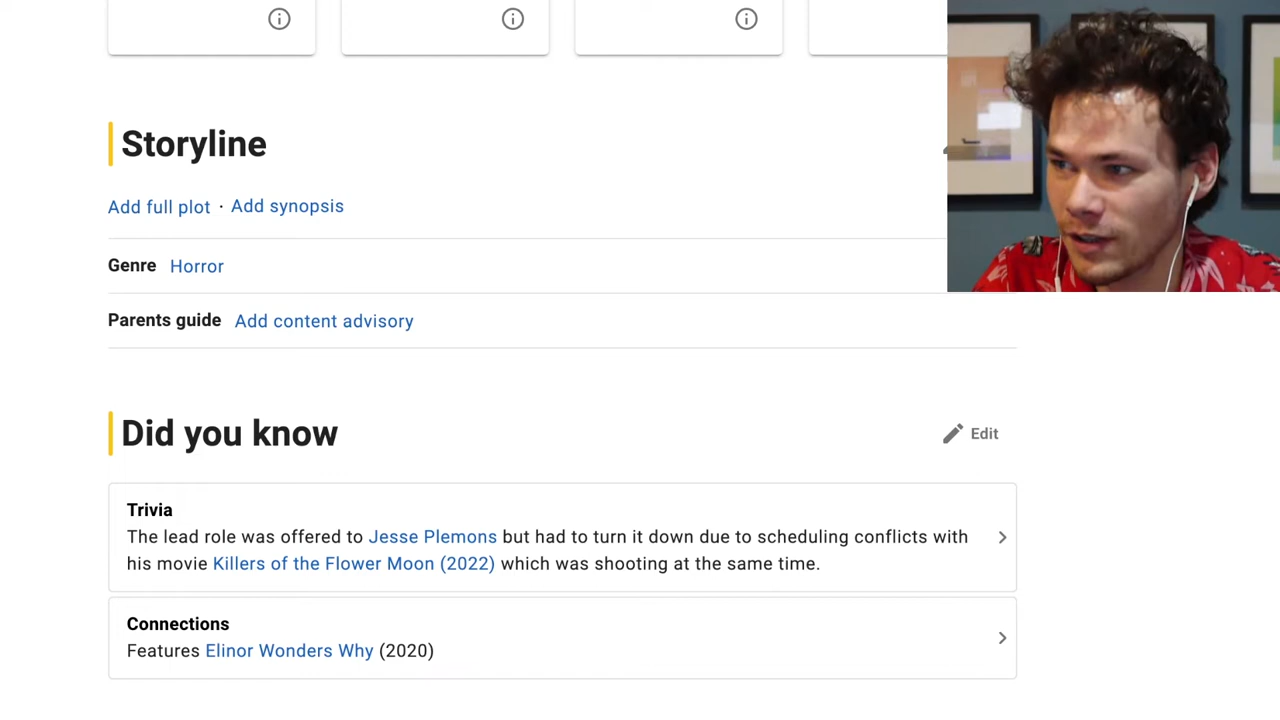 Storyline
Add full plot · Add synopsis
Genre Horror
Parents guide Add content advisory
Did you know
Edit
Trivia
The lead role was offered to Jesse Plemons but had to turn it down due to scheduling conflicts with
his movie Killers of the Flower Moon (2022) which was shooting at the same time.
Connections
Features Elinor Wonders Why (2020)